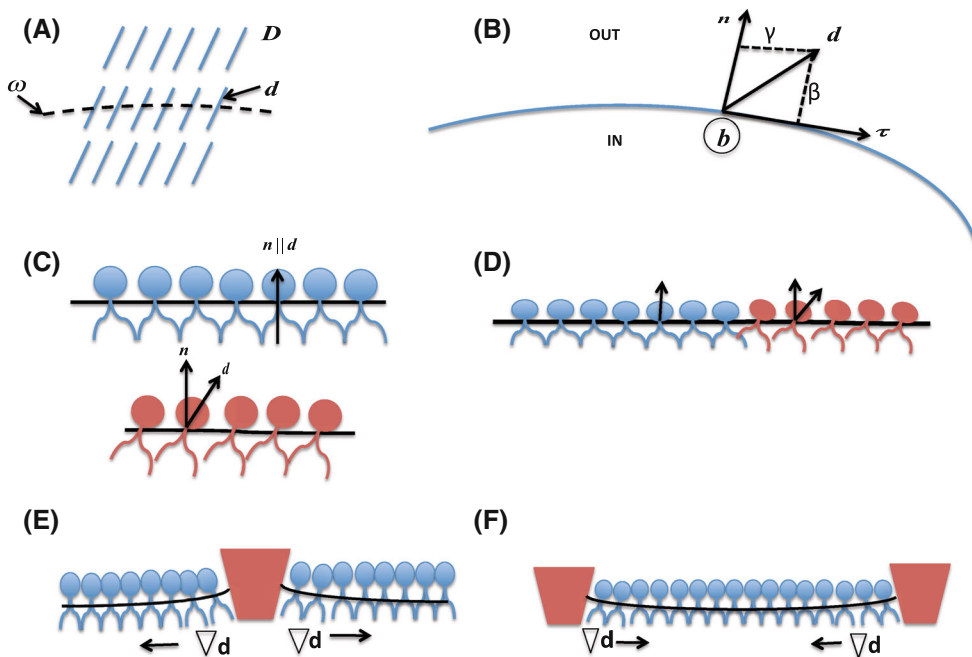 (A)
D
ω
d
(B)
OUT
n
γ
d
β
IN
b
τ
(C)
n||d
n
d
(D)
(E)
▽d
▽d
(F)
▽d
▽d